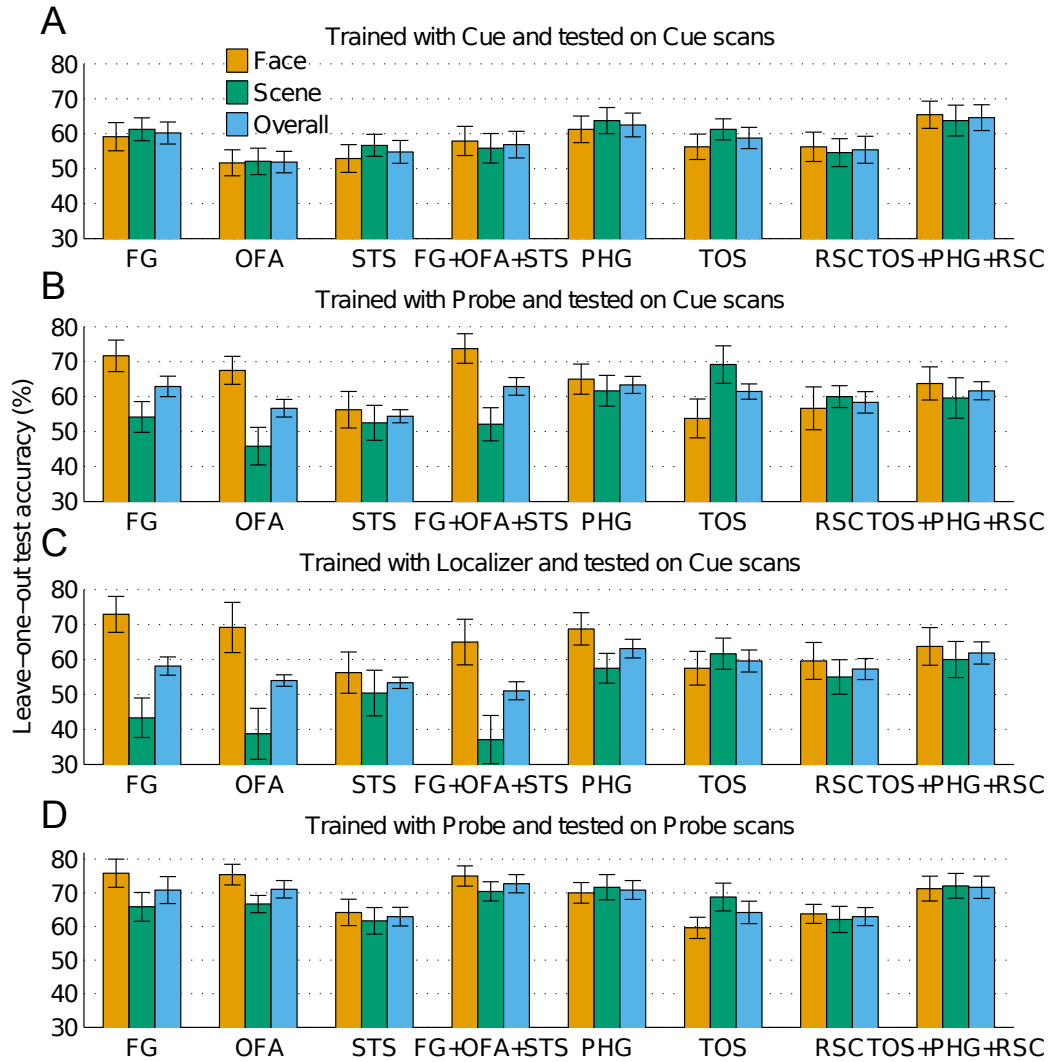 A
Trained with Cue and tested on Cue scans
80
70
60
50
40
30
Face
Scene
Overall
FG OFA STS FG+OFA+STS PHG TOS RSC TOS+PHG+RSC
B
Trained with Probe and tested on Cue scans
80
70
60
50
40
30
FG OFA STS FG+OFA+STS PHG TOS RSC TOS+PHG+RSC
Leave-one-out test accuracy (%)
C
Trained with Localizer and tested on Cue scans
80
70
60
50
40
30
FG OFA STS FG+OFA+STS PHG TOS RSC TOS+PHG+RSC
D
Trained with Probe and tested on Probe scans
80
70
60
50
40
30
FG OFA STS FG+OFA+STS PHG TOS RSC TOS+PHG+RSC